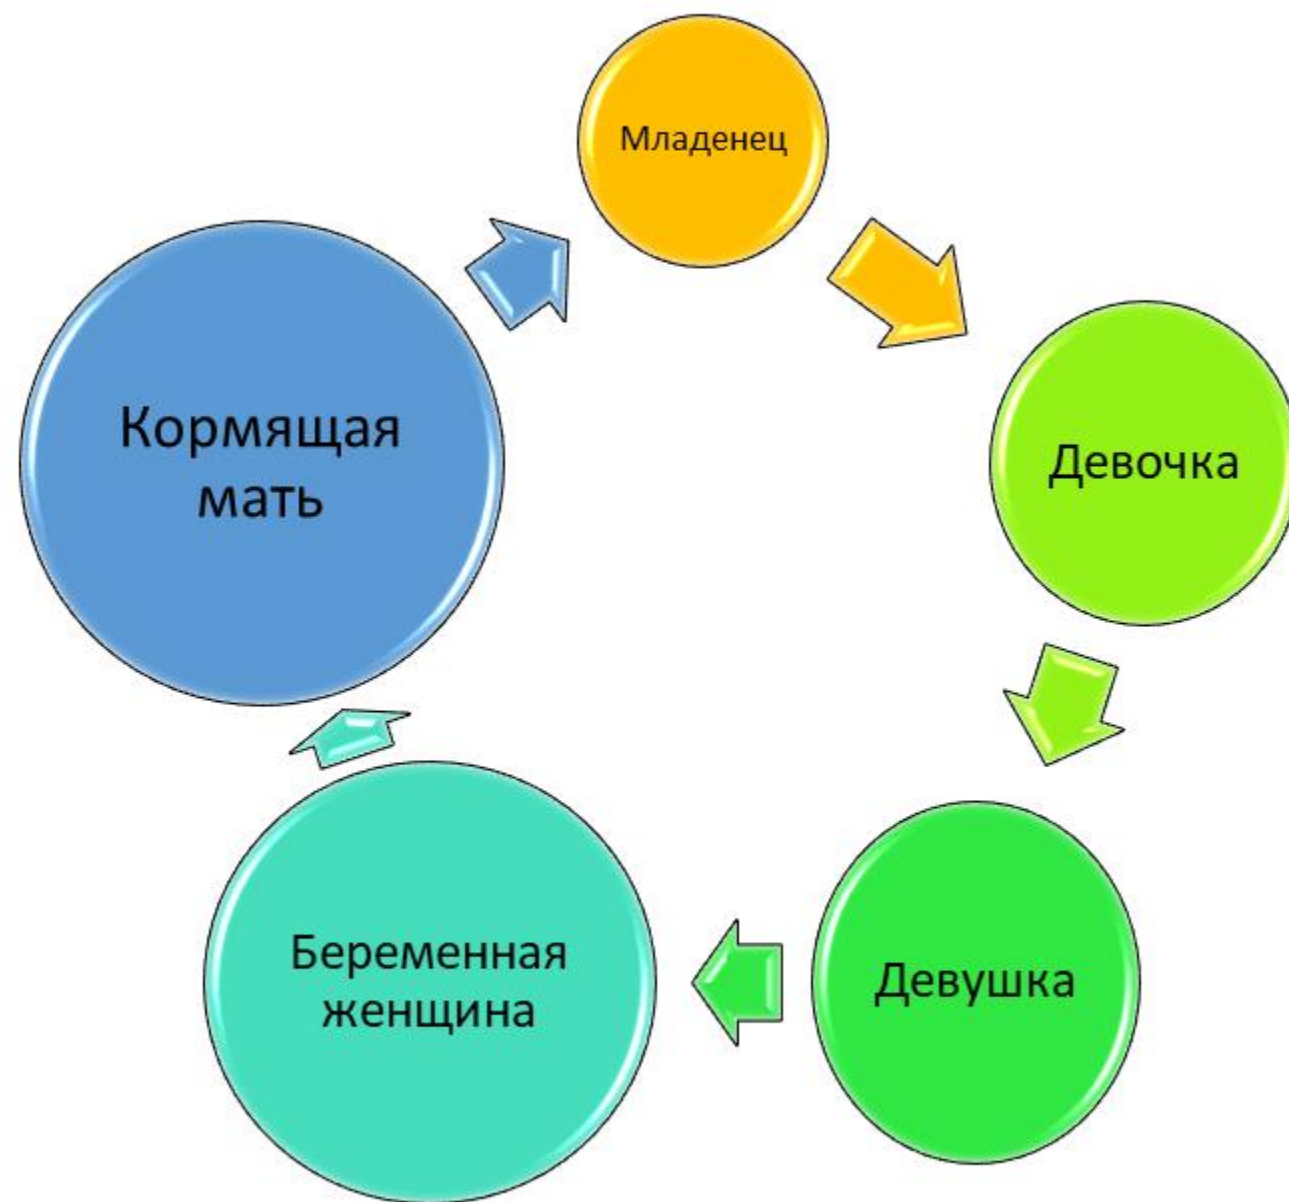 Младенец
Девочка
Девушка
Беременная
женщина
Кормящая
мать